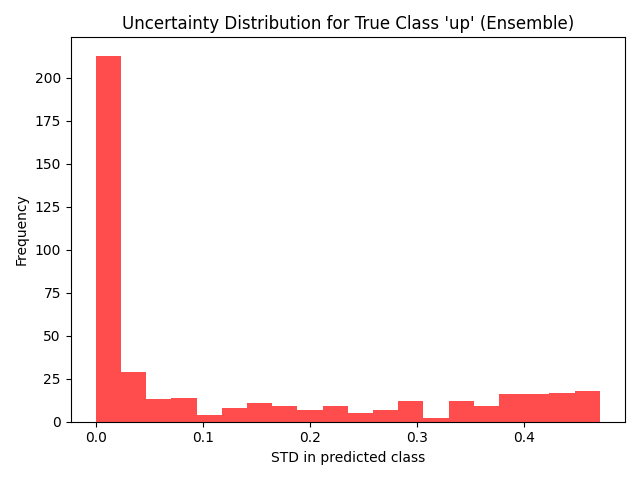 Uncertainty Distribution for True Class 'up' (Ensemble)
200
175
150
125
100
75
50
25
0
Frequency
0.0 0.1 0.2 0.3 0.4
STD in predicted class